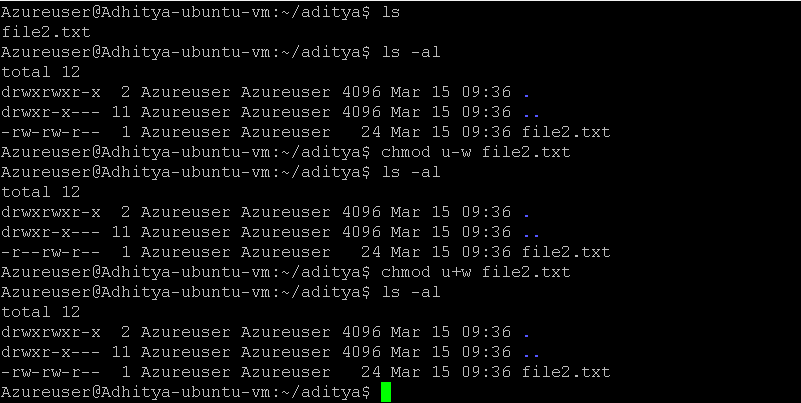 Azureuser@Adhitya-ubuntu-vm:~/aditya$ ls
file2.txt
Azureuser@Adhitya-ubuntu-vm:~/aditya$ ls -al
total 12
drwxrwxr-x  2 Azureuser Azureuser 4096 Mar 15 09:36 .
drwxr-x--- 11 Azureuser Azureuser 4096 Mar 15 09:36 ..
-rw-rw-r--  1 Azureuser Azureuser   24 Mar 15 09:36 file2.txt
Azureuser@Adhitya-ubuntu-vm:~/aditya$ chmod u-w file2.txt
Azureuser@Adhitya-ubuntu-vm:~/aditya$ ls -al
total 12
drwxrwxr-x  2 Azureuser Azureuser 4096 Mar 15 09:36 .
drwxr-x--- 11 Azureuser Azureuser 4096 Mar 15 09:36 ..
-r--rw-r--  1 Azureuser Azureuser   24 Mar 15 09:36 file2.txt
Azureuser@Adhitya-ubuntu-vm:~/aditya$ chmod u+w file2.txt
Azureuser@Adhitya-ubuntu-vm:~/aditya$ ls -al
total 12
drwxrwxr-x  2 Azureuser Azureuser 4096 Mar 15 09:36 .
drwxr-x--- 11 Azureuser Azureuser 4096 Mar 15 09:36 ..
-rw-rw-r--  1 Azureuser Azureuser   24 Mar 15 09:36 file2.txt
Azureuser@Adhitya-ubuntu-vm:~/aditya$